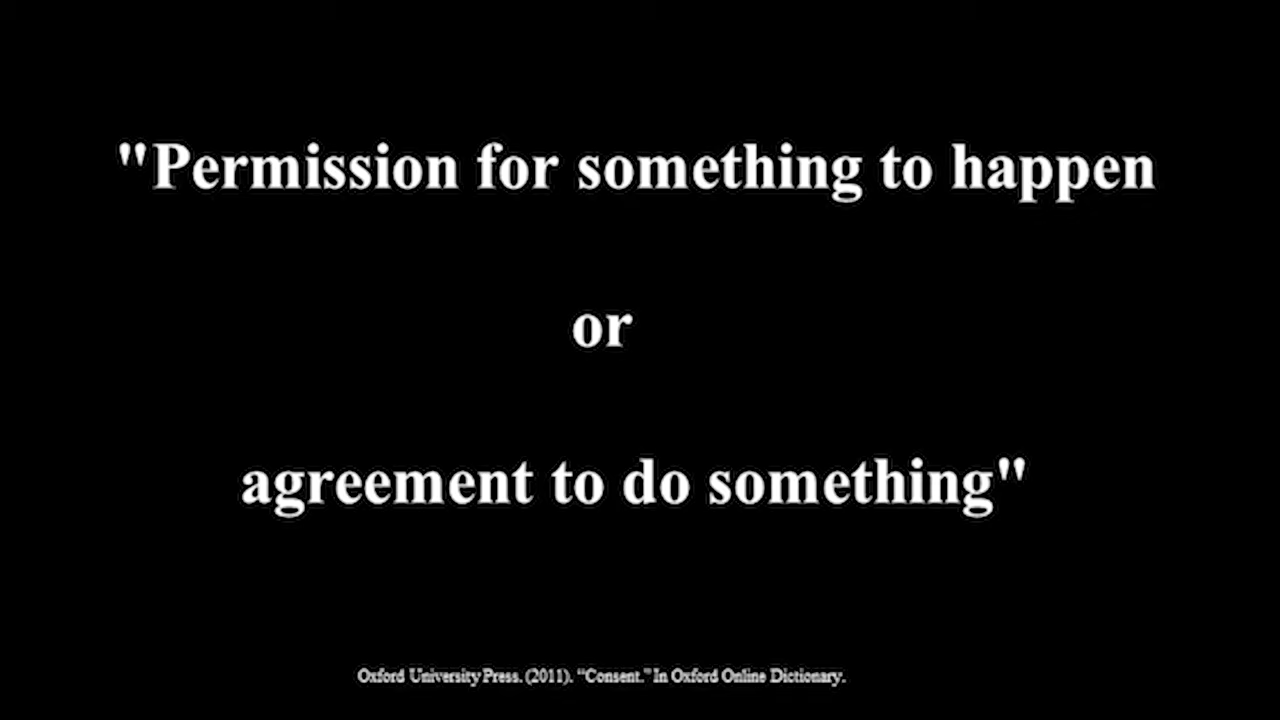 "Permission for something to happen
or
agreement to do something"
Oxford University Press. (2011). “Consent.” In Oxford Online Dictionary.